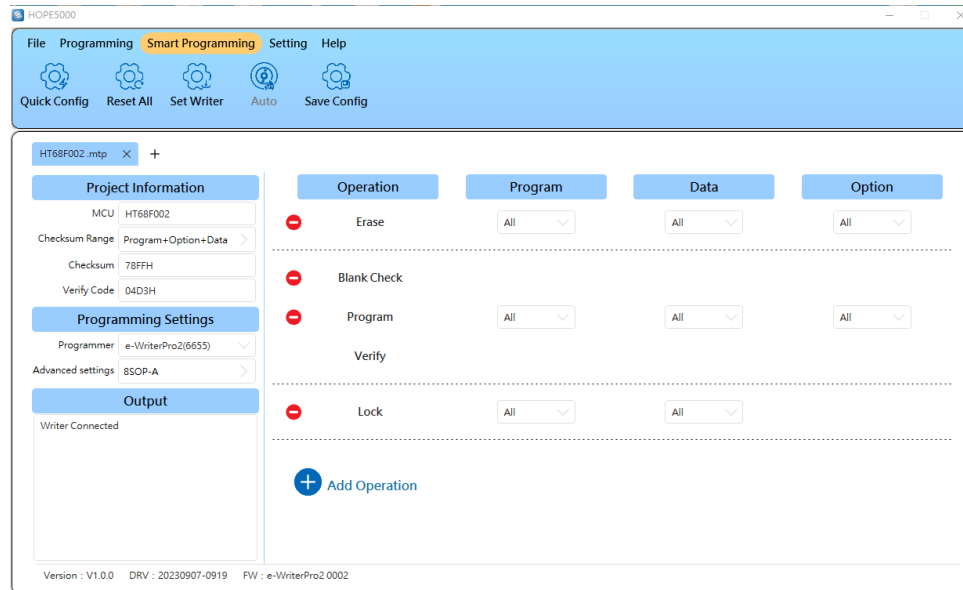 HOPE5000
File Programming Smart Programming Setting Help
Quick Config Reset All Set Writer Auto Save Config
HT68F002 .mtp
Project Information
MCU HT68F002
Checksum Range Program+Option+Data
Checksum 78FFH
Verify Code 04D3H
Programming Settings
Programmer e-WriterPro2(6655)
Advanced settings 8SOP-A
Output
Writer Connected
Operation Program Data Option
Erase All All All
Blank Check
Program All All All
Verify
Lock All All
Add Operation
Version : V1.0.0 DRV : 20230907-0919 FW : e-WriterPro2 0002